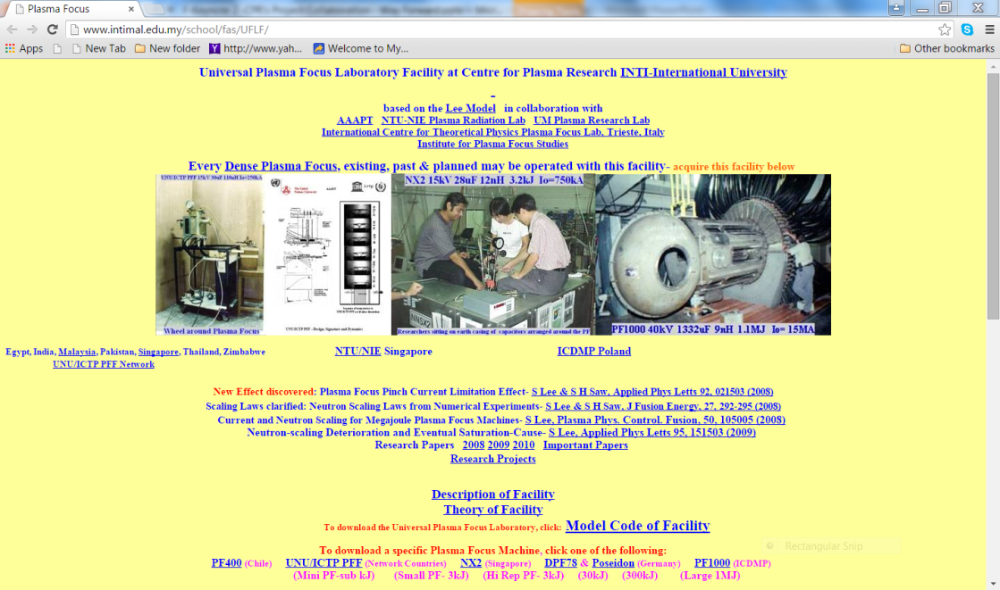 Plasma Focus
www.intimal.edu.my/school/fas/UFLF/
Apps New Tab New folder http://www.yah... Welcome to My... Other bookmarks
Universal Plasma Focus Laboratory Facility at Centre for Plasma Research INTI-International University
based on the Lee Model in collaboration with
AAAPT NTU-NIE Plasma Radiation Lab UM Plasma Research Lab
International Centre for Theoretical Physics Plasma Focus Lab, Trieste, Italy
Institute for Plasma Focus Studies
Every Dense Plasma Focus, existing, past & planned may be operated with this facility- acquire this facility below
UNU/ICTP PFF 15kV 30uF 110nH Io=250kA
AAAPT
ictp
NX2 15kV 28uF 12nH 3.2kJ Io=750kA
NNSX2
Wheel around Plasma Focus
UNU/ICTP PFF - Design, Signature and Dynamics
Researchers sitting on earth casing of capacitors arranged around the PF
PF1000 40kV 1332uF 9nH 1.1MJ Io= 15MA
Egypt, India, Malaysia, Pakistan, Singapore, Thailand, Zimbabwe
UNU/ICTP PFF Network
NTU/NIE Singapore
ICDMP Poland
New Effect discovered: Plasma Focus Pinch Current Limitation Effect- S Lee & S H Saw, Applied Phys Letts 92, 021503 (2008)
Scaling Laws clarified: Neutron Scaling Laws from Numerical Experiments- S Lee & S H Saw, J Fusion Energy, 27, 292-295 (2008)
Current and Neutron Scaling for Megajoule Plasma Focus Machines- S Lee, Plasma Phys. Control. Fusion, 50, 105005 (2008)
Neutron-scaling Deterioration and Eventual Saturation-Cause- S Lee, Applied Phys Letts 95, 151503 (2009)
Research Papers 2008 2009 2010 Important Papers
Research Projects
Description of Facility
Theory of Facility
To download the Universal Plasma Focus Laboratory, click: Model Code of Facility
Rectangular Snip
To download a specific Plasma Focus Machine, click one of the following:
PF400 (Chile) UNU/ICTP PFF (Network Countries) NX2 (Singapore) DPF78 & Poseidon (Germany) PF1000 (ICDMP)
(Mini PF-sub kJ) (Small PF- 3kJ) (Hi Rep PF- 3kJ) (30kJ) (300kJ) (Large 1MJ)